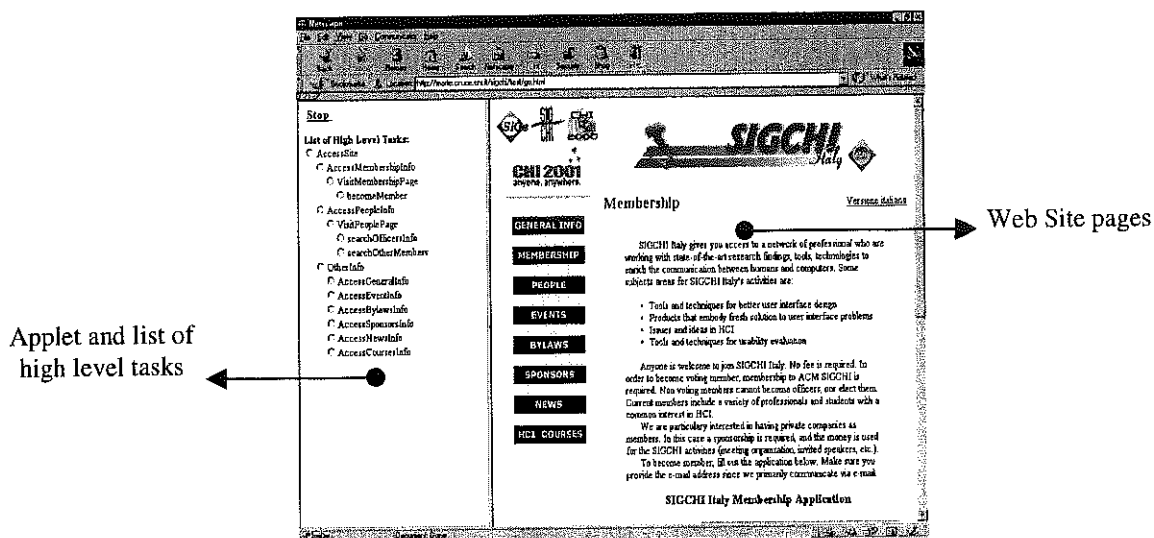 Netscape
Stop
List of High Level Tasks:
AccessSite
AccessMembershipInfo
VisitMembershipPage
becomeMember
AccessPeopleInfo
VisitPeoplePage
searchOfficersInfo
searchOtherMembers
OtherInfo
AccessGeneralInfo
AccessEventInfo
AccessBylawsInfo
AccessSponsorsInfo
AccessNewsInfo
AccessCoursesInfo
Applet and list of
high level tasks
CHI 2001
anyone. anywhere.
GENERAL INFO
MEMBERSHIP
PEOPLE
EVENTS
BYLAWS
SPONSORS
NEWS
HCI COURSES
SIGCHI
Italy
Membership
Versione italiana
SIGCHI Italy gives you access to a network of professional who are
working with state-of-the-art research findings, tools, technologies to
enrich the communication between humans and computers. Some
subjects areas for SIGCHI Italy's activities are:
• Tools and techniques for better user interface design
• Products that embody fresh solution to user interface problems
• Issues and ideas in HCI
• Tools and techniques for usability evaluation
Anyone is welcome to join SIGCHI Italy. No fee is required. In
order to become voting member, membership to ACM SIGCHI is
required. Non voting members cannot become officers, nor elect them.
Current members include a variety of professionals and students with a
common interest in HCI.
We are particulary interested in having private companies as
members. In this case a sponsorship is required, and the money is used
for the SIGCHI activities (meeting organisation, invited speakers, etc.).
To become member, fill out the application below. Make sure you
provide the e-mail address since we primarily communicate via e-mail
SIGCHI Italy Membership Application
Web Site pages